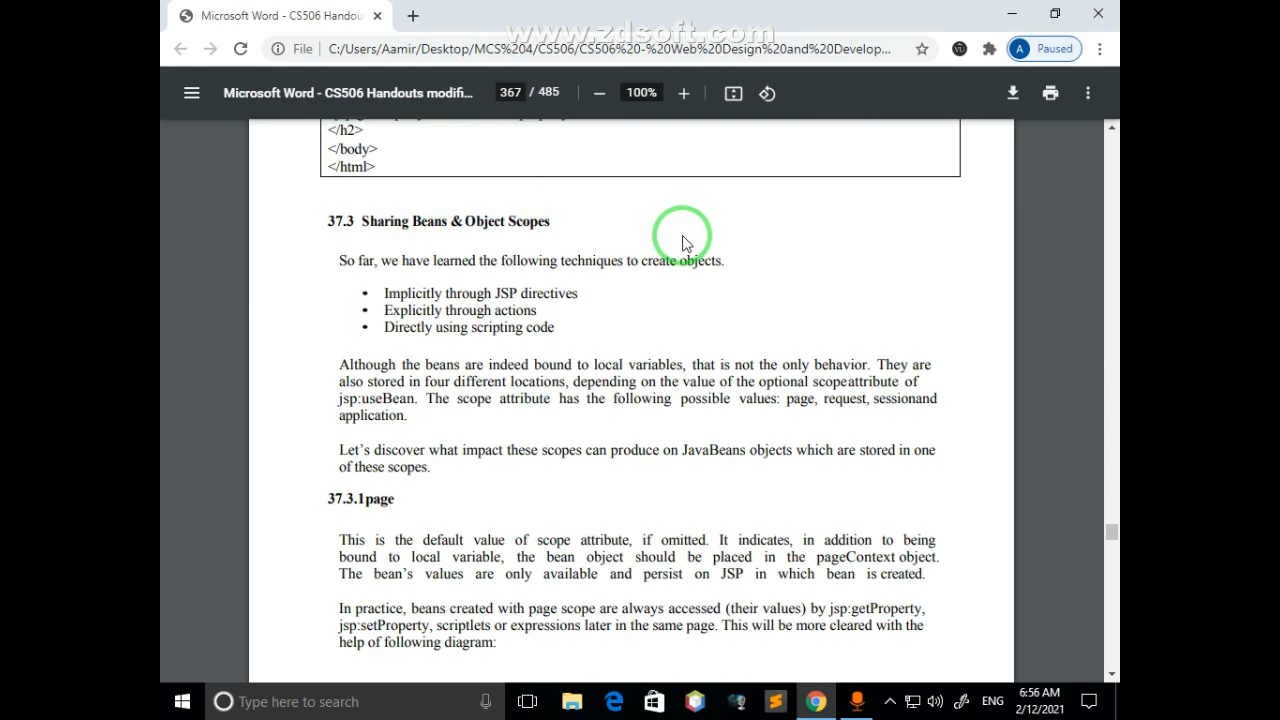 Microsoft Word - CS506 Handou
www.zdsoft.com
File
C:/Users/Aamir/Desktop/MCS%204/CS506/CS506%20-%20Web%20Design%20and%20Develop...
A Paused
Microsoft Word - CS506 Handouts modifi...
367 / 485
100%
</h2>
</body>
</html>
37.3 Sharing Beans & Object Scopes
So far, we have learned the following techniques to create objects.
• Implicitly through JSP directives
• Explicitly through actions
• Directly using scripting code
Although the beans are indeed bound to local variables, that is not the only behavior. They are
also stored in four different locations, depending on the value of the optional scopeattribute of
jsp:useBean. The scope attribute has the following possible values: page, request, sessionand
application.
Let’s discover what impact these scopes can produce on JavaBeans objects which are stored in one
of these scopes.
37.3.1page
This is the default value of scope attribute, if omitted. It indicates, in addition to being
bound to local variable, the bean object should be placed in the pageContext object.
The bean’s values are only available and persist on JSP in which bean is created.
In practice, beans created with page scope are always accessed (their values) by jsp:getProperty,
jsp:setProperty, scriptlets or expressions later in the same page. This will be more cleared with the
help of following diagram:
Type here to search
ENG
6:56 AM
2/12/2021